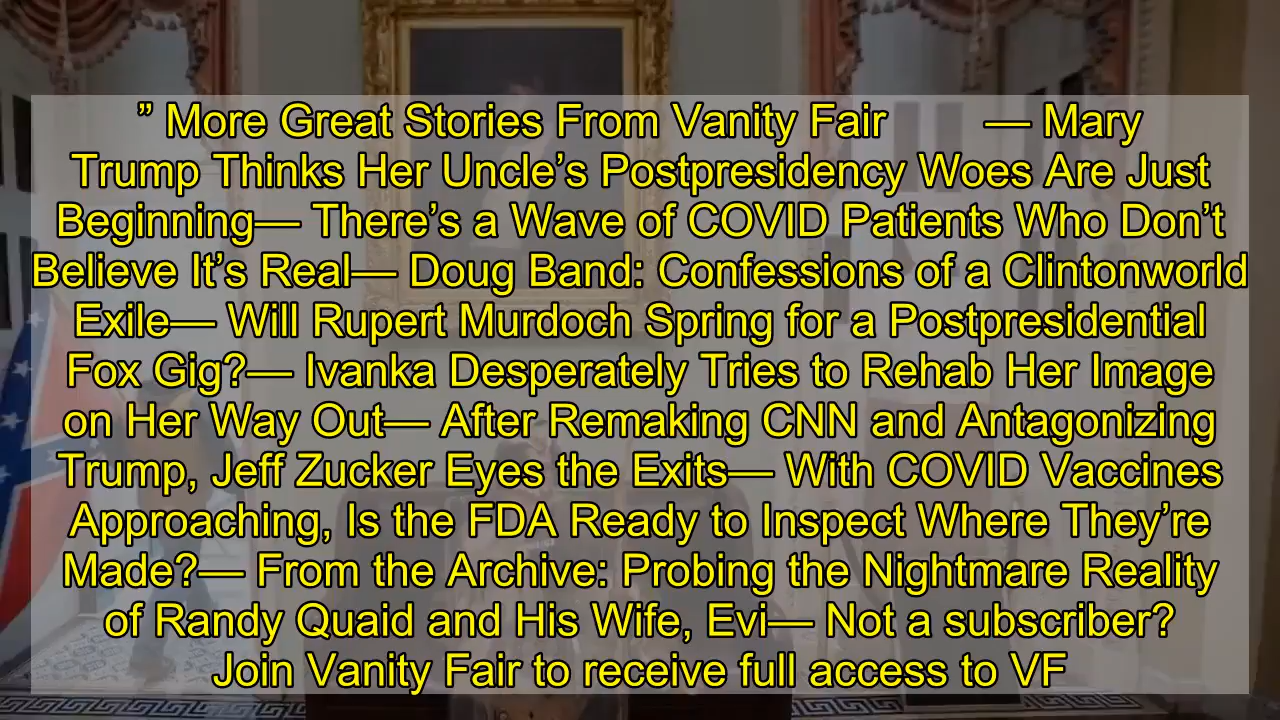 ” More Great Stories From Vanity Fair — Mary
Trump Thinks Her Uncle’s Postpresidency Woes Are Just
Beginning— There’s a Wave of COVID Patients Who Don’t
Believe It’s Real— Doug Band: Confessions of a Clintonworld
Exile— Will Rupert Murdoch Spring for a Postpresidential
Fox Gig?— Ivanka Desperately Tries to Rehab Her Image
on Her Way Out— After Remaking CNN and Antagonizing
Trump, Jeff Zucker Eyes the Exits— With COVID Vaccines
Approaching, Is the FDA Ready to Inspect Where They’re
Made?— From the Archive: Probing the Nightmare Reality
of Randy Quaid and His Wife, Evi— Not a subscriber?
Join Vanity Fair to receive full access to VF